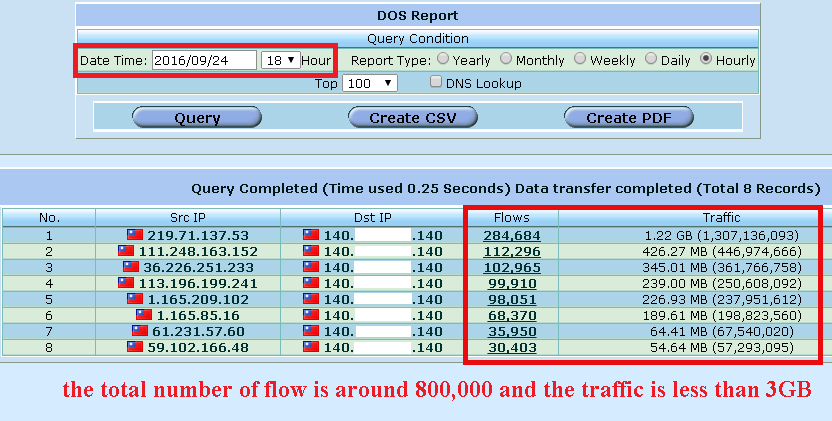 DOS Report
Query Condition
Date Time: 2016/09/24 18 Hour Report Type: Yearly Monthly Weekly Daily Hourly
Top 100 DNS Lookup
Query Create CSV Create PDF
Query Completed (Time used 0.25 Seconds) Data transfer completed (Total 8 Records)
No. Src IP Dst IP Flows Traffic
1 219.71.137.53 140. .140 284,684 1.22 GB (1,307,136,093)
2 111.248.163.152 140. .140 112,296 426.27 MB (446,974,666)
3 36.226.251.233 140. .140 102,965 345.01 MB (361,766,758)
4 113.196.199.241 140. .140 99,910 239.00 MB (250,608,092)
5 1.165.209.102 140. .140 98,051 226.93 MB (237,951,612)
6 1.165.85.16 140. .140 68,370 189.61 MB (198,823,560)
7 61.231.57.60 140. .140 35,950 64.41 MB (67,540,020)
8 59.102.166.48 140. .140 30,403 54.64 MB (57,293,095)
the total number of flow is around 800,000 and the traffic is less than 3GB